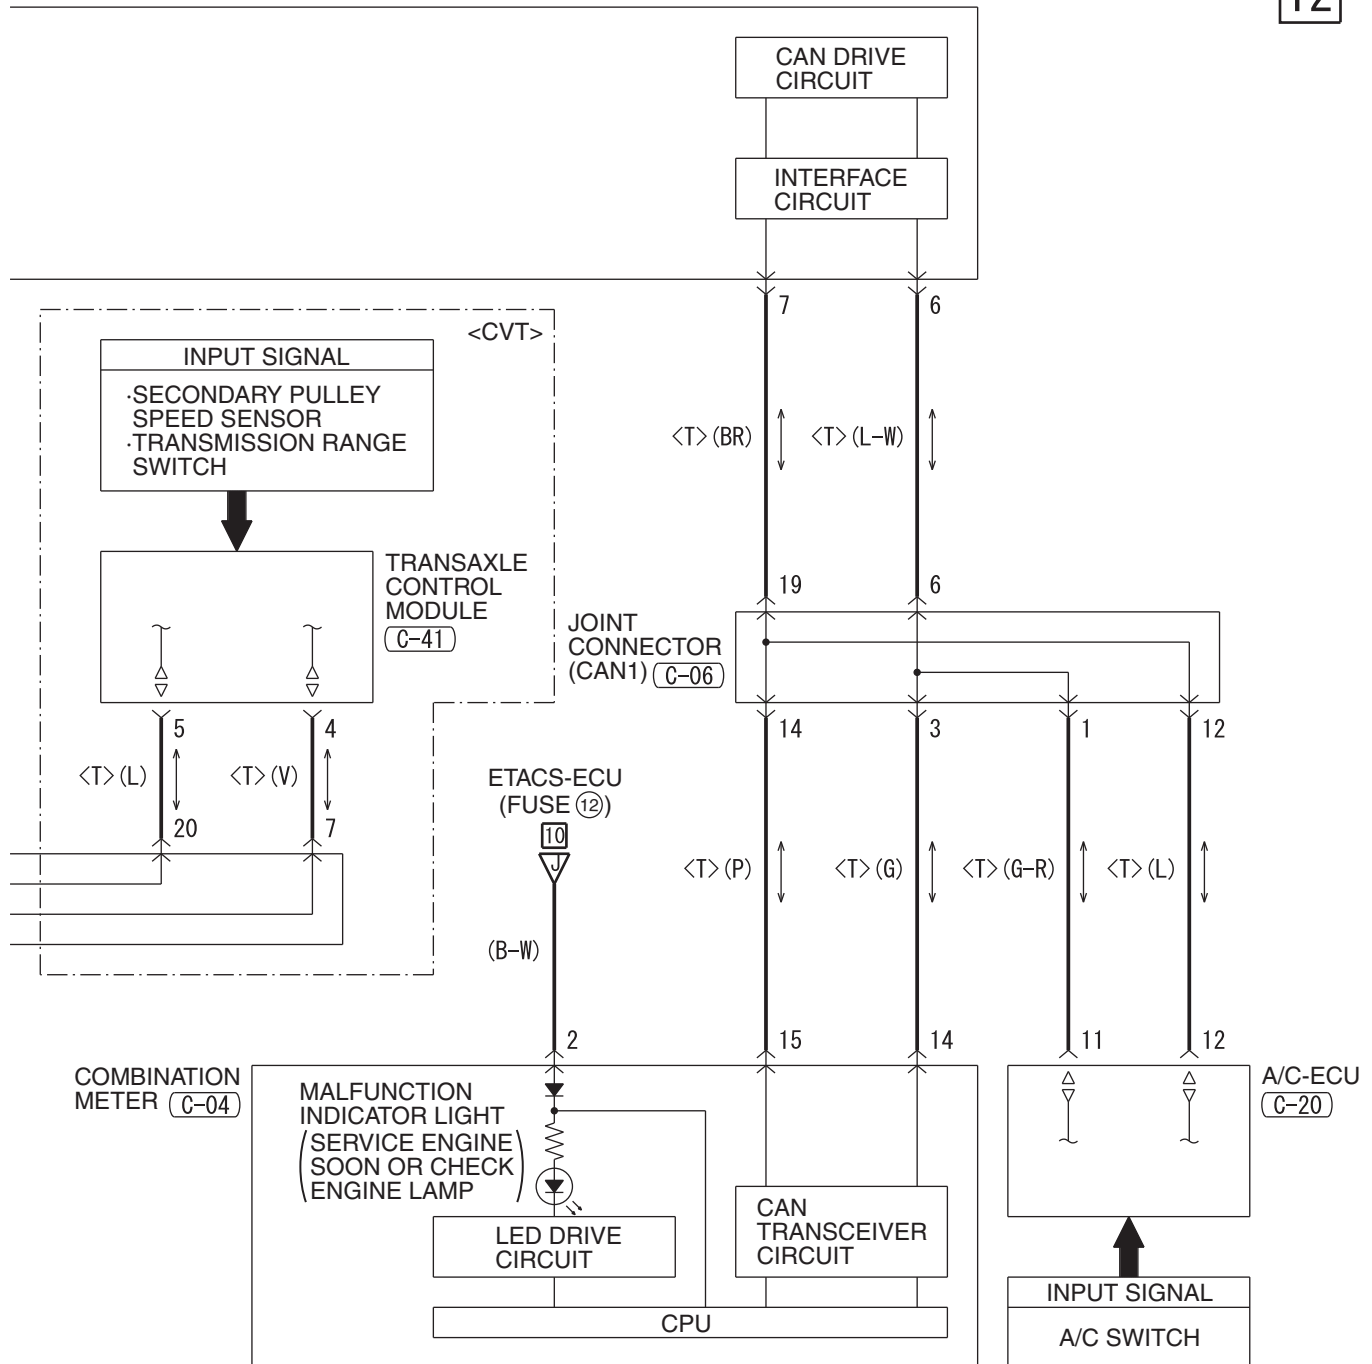 12
CAN DRIVE
CIRCUIT
INTERFACE
CIRCUIT
7
6
<CVT>
INPUT SIGNAL
·SECONDARY PULLEY
SPEED SENSOR
·TRANSMISSION RANGE
SWITCH
<T>(BR)
<T>(L-W)
TRANSAXLE
CONTROL
MODULE
C-41
19
6
JOINT
CONNECTOR
(CAN1) C-06
5
4
14
3
1
12
<T>(L)
<T>(V)
20
7
ETACS-ECU
(FUSE 12)
10
J
<T>(P)
<T>(G)
<T>(G-R)
<T>(L)
(B-W)
2
15
14
11
12
COMBINATION
METER C-04
MALFUNCTION
INDICATOR LIGHT
(SERVICE ENGINE
SOON OR CHECK
ENGINE LAMP)
A/C-ECU
C-20
LED DRIVE
CIRCUIT
CAN
TRANSCEIVER
CIRCUIT
CPU
INPUT SIGNAL
A/C SWITCH